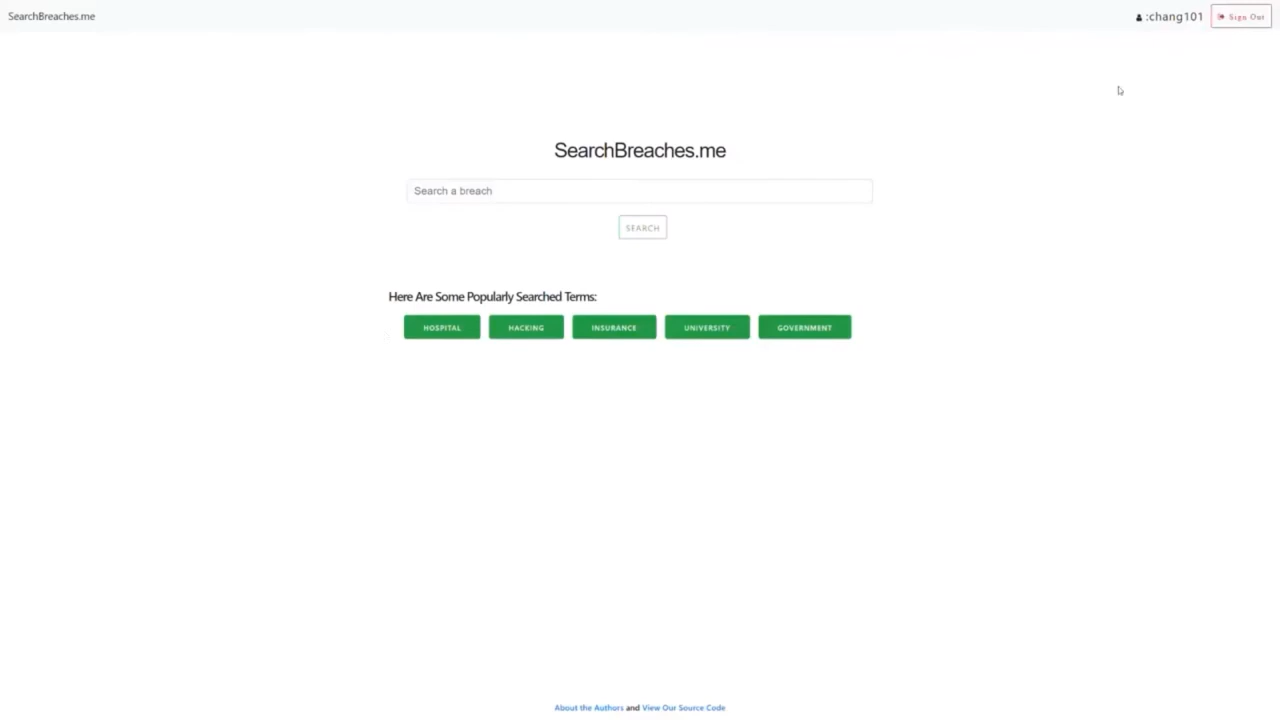 SearchBreaches.me
:chang101 Sign Out
SearchBreaches.me
Search a breach
SEARCH
Here Are Some Popularly Searched Terms:
HOSPITAL HACKING INSURANCE UNIVERSITY GOVERNMENT
About the Authors and View Our Source Code